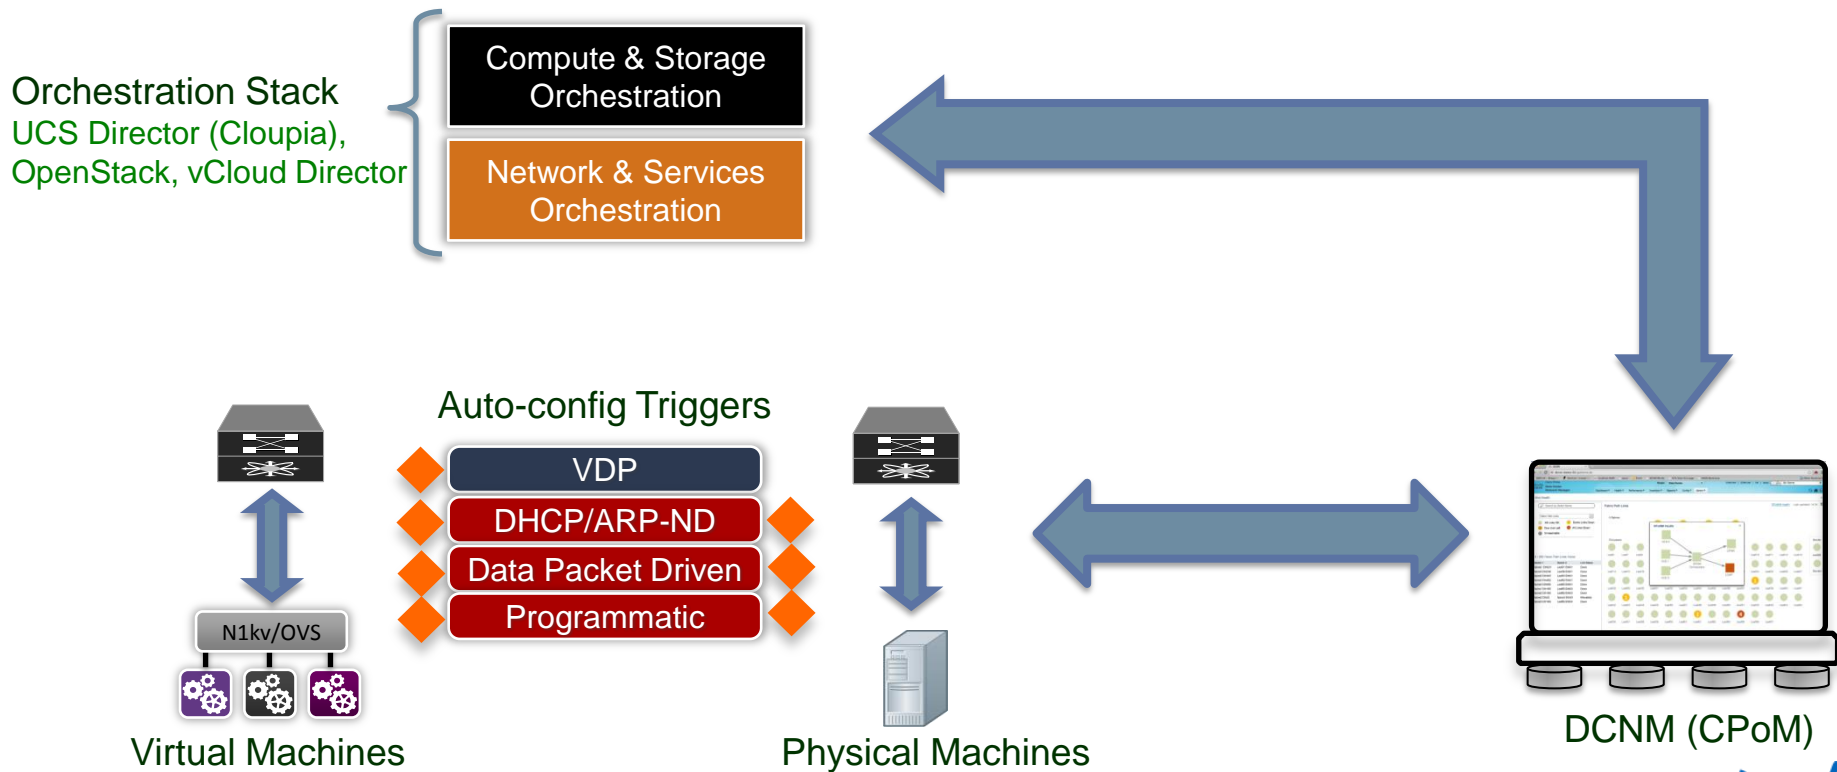 Compute & Storage
Orchestration
Orchestration Stack
UCS Director (Cloupia),
OpenStack, vCloud Director
Network & Services
Orchestration
Auto-config Triggers
VDP
DHCP/ARP-ND
Data Packet Driven
Programmatic
N1kv/OVS
Virtual Machines
Physical Machines
DCNM (CPoM)